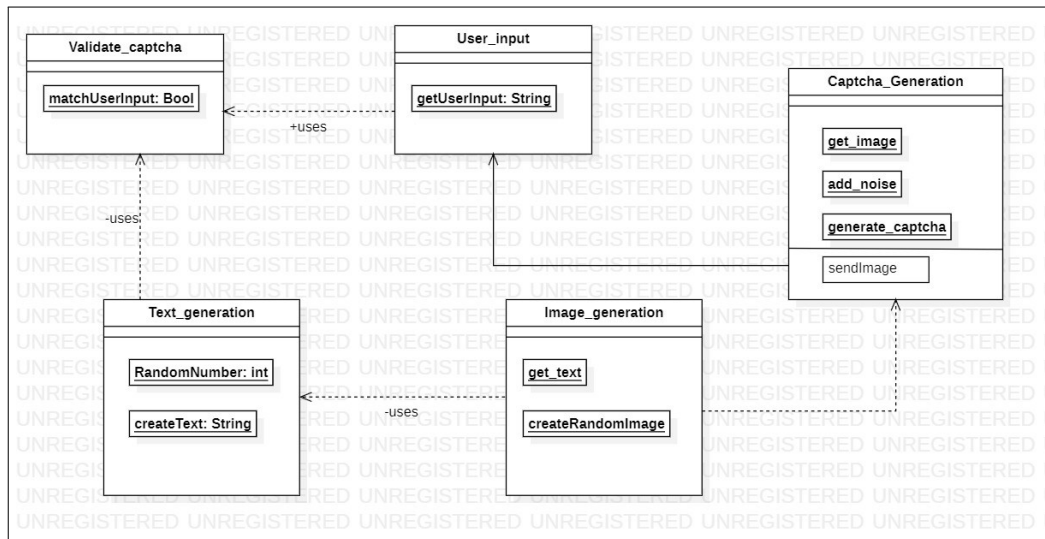 Validate_captcha
matchUserInput: Bool
User_input
getUserInput: String
+uses
Captcha_Generation
get_image
add_noise
generate_captcha
sendImage
-uses
Text_generation
RandomNumber: int
createText: String
-uses
Image_generation
get_text
createRandomImage
UNREGISTERED